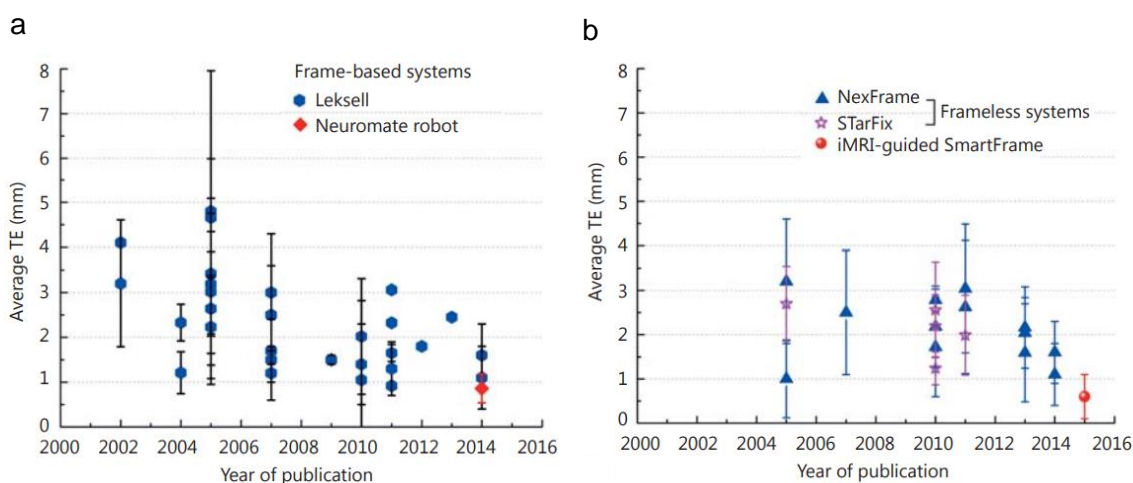 a
Frame-based systems
Leksell
Neuromate robot
Average TE (mm)
8
7
6
5
4
3
2
1
0
2000 2002 2004 2006 2008 2010 2012 2014 2016
Year of publication
b
NexFrame
STarFix
Frameless systems
iMRI-guided SmartFrame
Average TE (mm)
8
7
6
5
4
3
2
1
0
2000 2002 2004 2006 2008 2010 2012 2014 2016
Year of publication